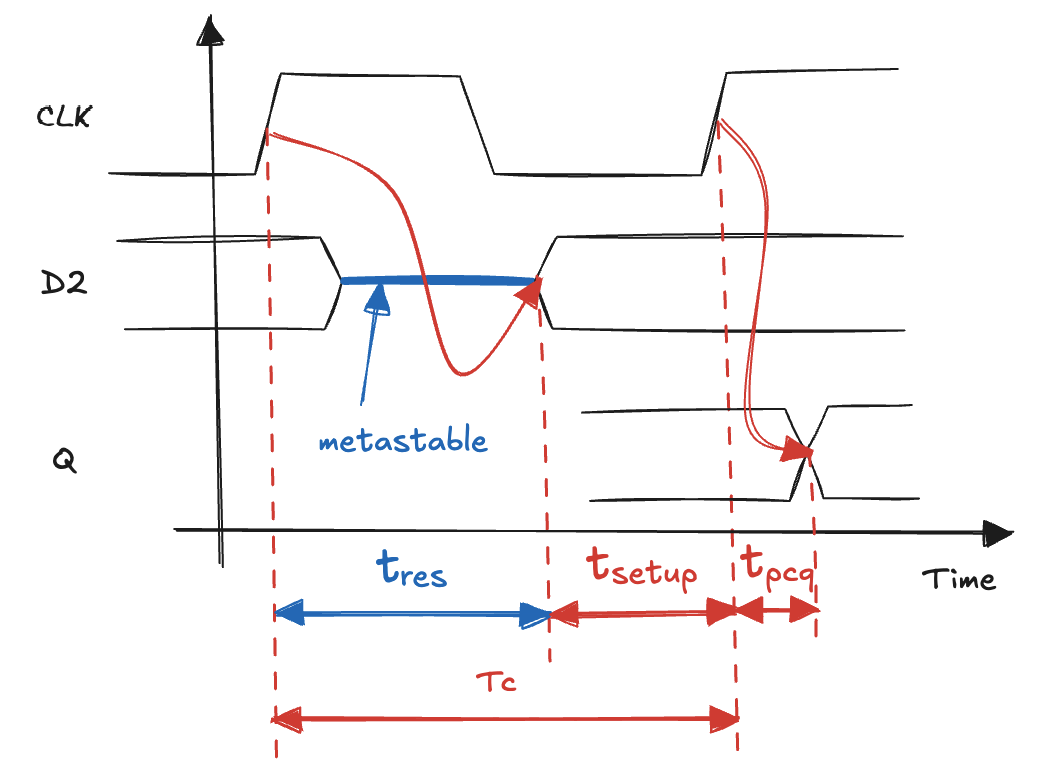 CLK
D2
metastable
Q
tres
tsetup
tpcq
Time
Tc